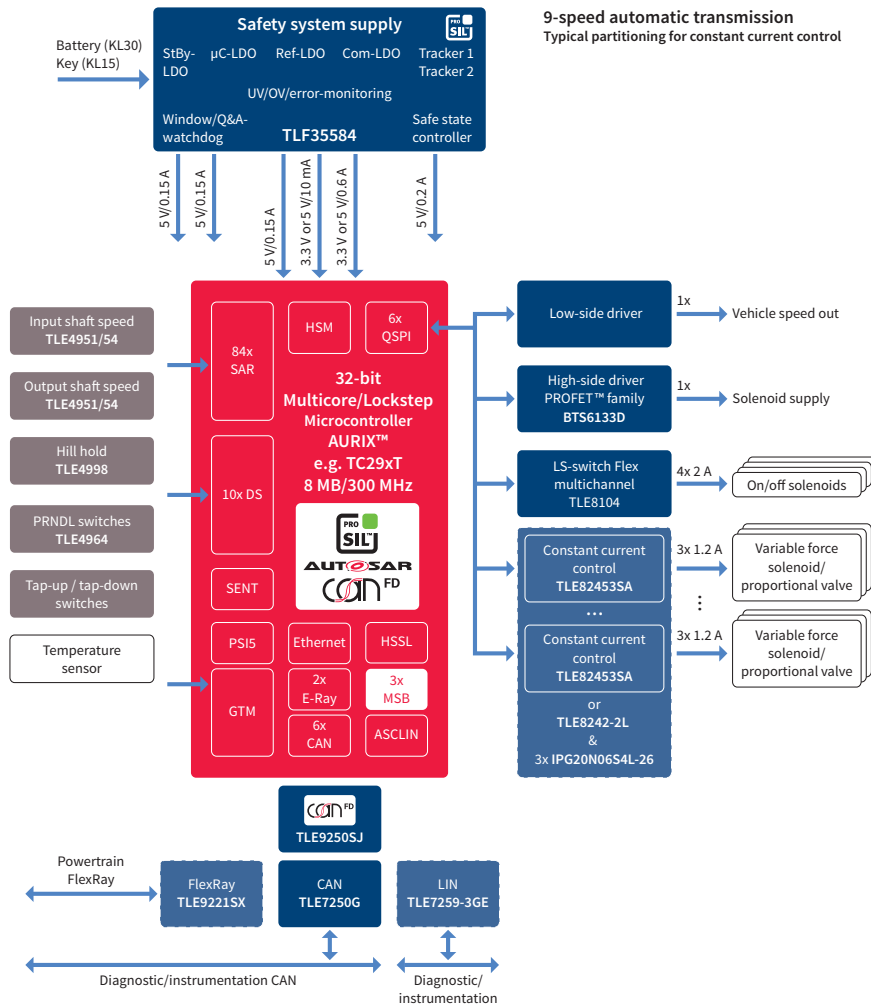 9-speed automatic transmission
Typical partitioning for constant current control
Safety system supply
PRO
SIL™
Battery (KL30)
Key (KL15)
StBy-
LDO
µC-LDO
Ref-LDO
Com-LDO
Tracker 1
Tracker 2
UV/OV/error-monitoring
Window/Q&A-
watchdog
TLF35584
Safe state
controller
5 V/0.15 A
5 V/0.15 A
5 V/0.15 A
3.3 V or 5 V/10 mA
3.3 V or 5 V/0.6 A
5 V/0.2 A
Input shaft speed
TLE4951/54
Output shaft speed
TLE4951/54
Hill hold
TLE4998
PRNDL switches
TLE4964
Tap-up / tap-down
switches
Temperature
sensor
84x
SAR
HSM
6x
QSPI
32-bit
Multicore/Lockstep
Microcontroller
AURIX™
e.g. TC29xT
8 MB/300 MHz
10x DS
PRO
SIL™
AUTOSAR
CAN FD
SENT
PSI5
Ethernet
HSSL
GTM
2x
E-Ray
3x
MSB
6x
CAN
ASCLIN
Low-side driver
1x
Vehicle speed out
High-side driver
PROFET™ family
BTS6133D
1x
Solenoid supply
LS-switch Flex
multichannel
TLE8104
4x 2 A
On/off solenoids
Constant current
control
TLE82453SA
3x 1.2 A
Variable force
solenoid/
proportional valve
...
...
Constant current
control
TLE82453SA
3x 1.2 A
Variable force
solenoid/
proportional valve
or
TLE8242-2L
&
3x IPG20N06S4L-26
CAN FD
TLE9250SJ
Powertrain
FlexRay
FlexRay
TLE9221SX
CAN
TLE7250G
LIN
TLE7259-3GE
Diagnostic/instrumentation CAN
Diagnostic/
instrumentation